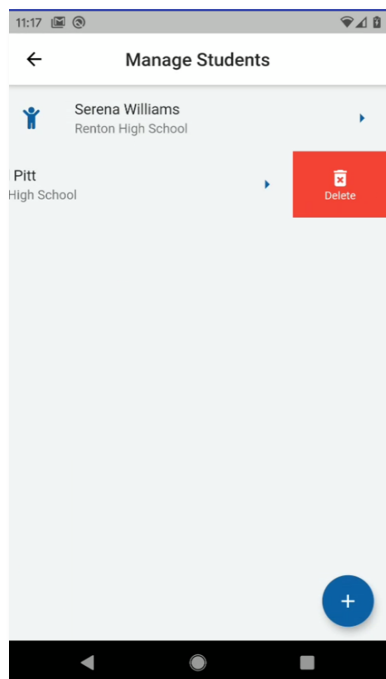 11:17
Manage Students
Serena Williams
Renton High School
Pitt
High School
Delete